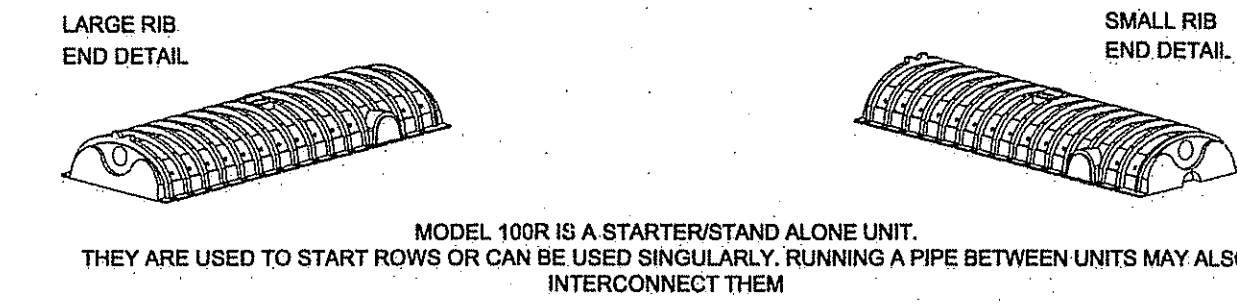 LARGE RIB
END DETAIL
SMALL RIB
END DETAIL
MODEL 100R IS A STARTER/STAND ALONE UNIT.
THEY ARE USED TO START ROWS OR CAN BE USED SINGULARLY. RUNNING A PIPE BETWEEN UNITS MAY ALS
INTERCONNECT THEM